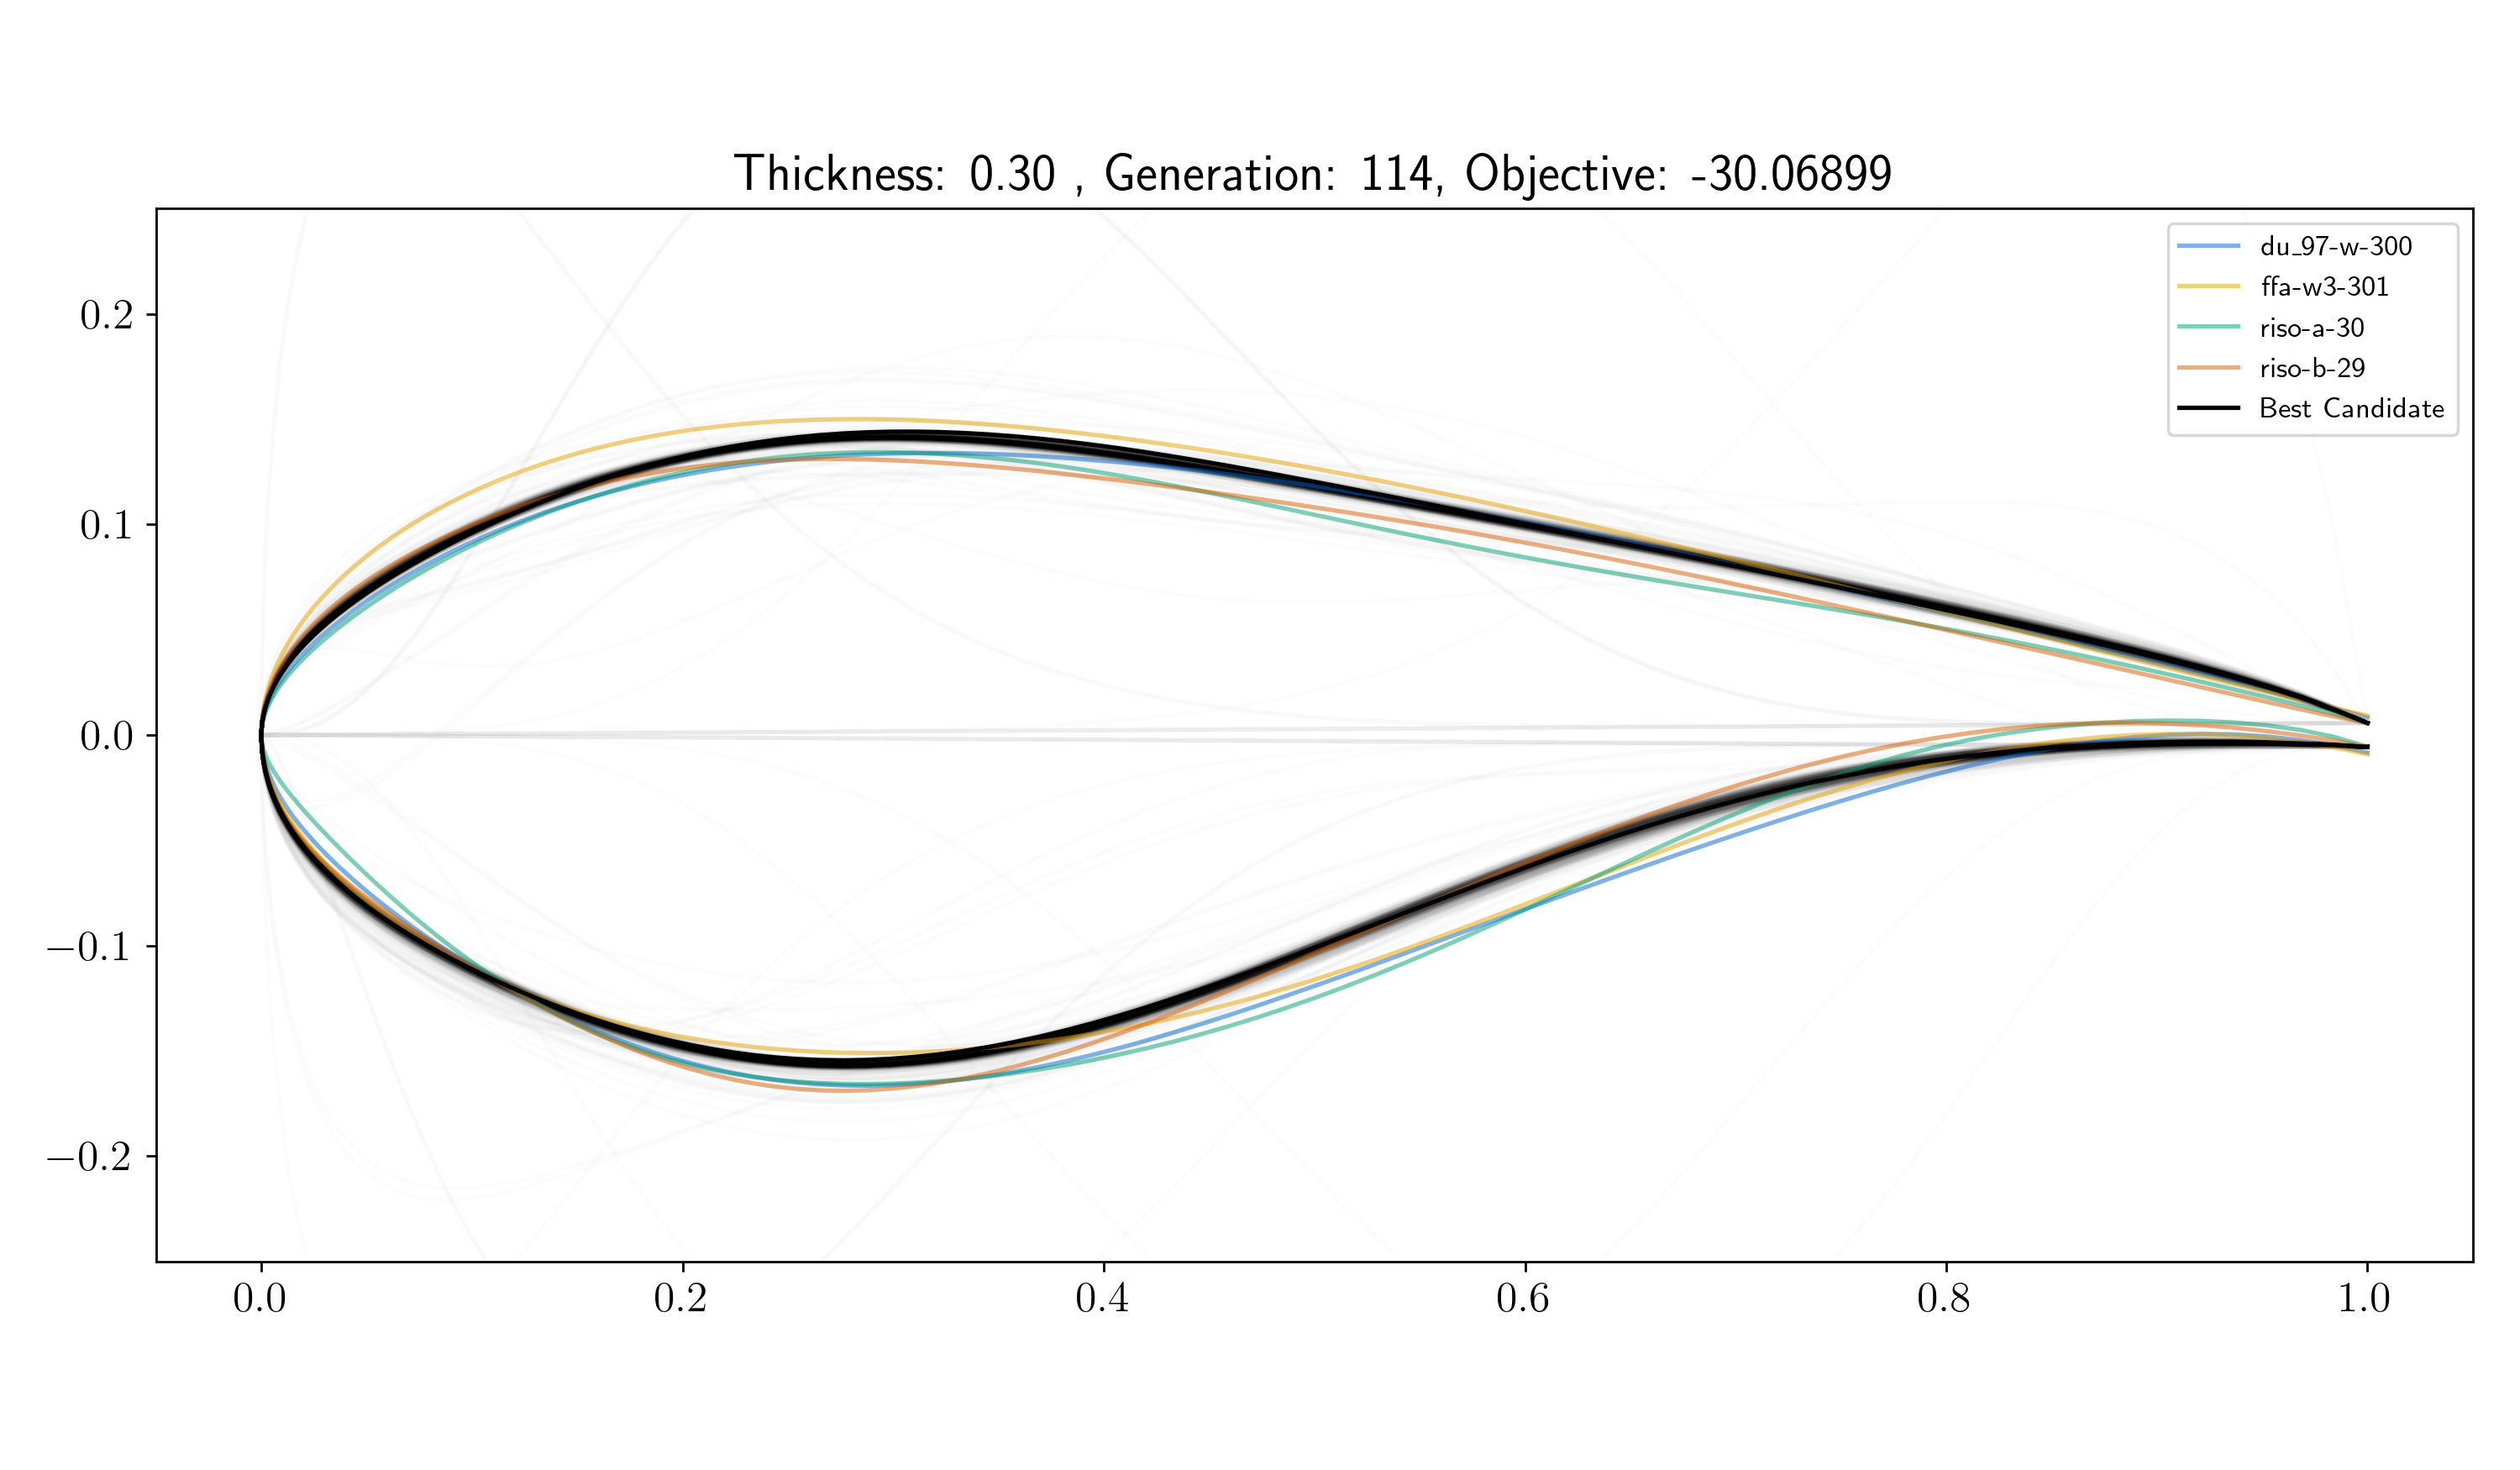 Thickness: 0.30 , Generation: 114, Objective: -30.06899
du_97-w-300
ffa-w3-301
riso-a-30
riso-b-29
Best Candidate
0.2
0.1
0.0
−0.1
−0.2
0.0 0.2 0.4 0.6 0.8 1.0